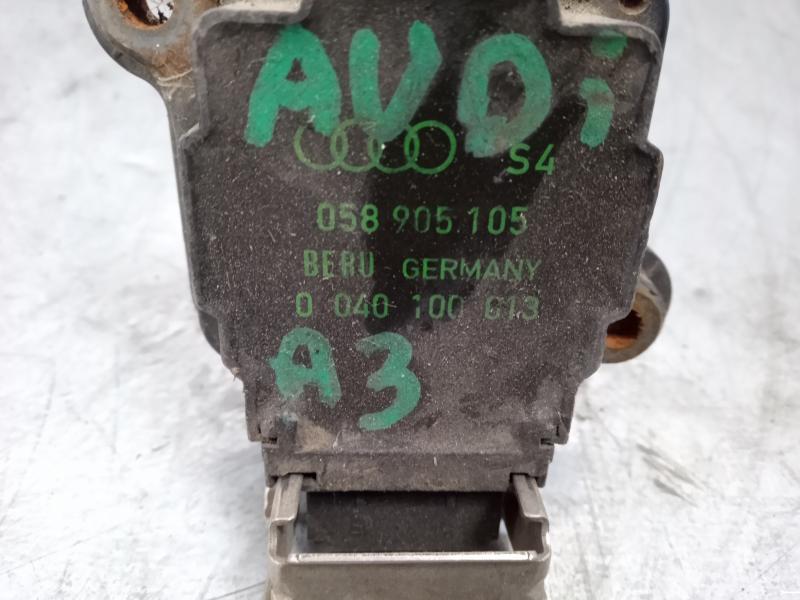 AUDi
S4
058 905 105
BERU GERMANY
0 040 100 013
A3